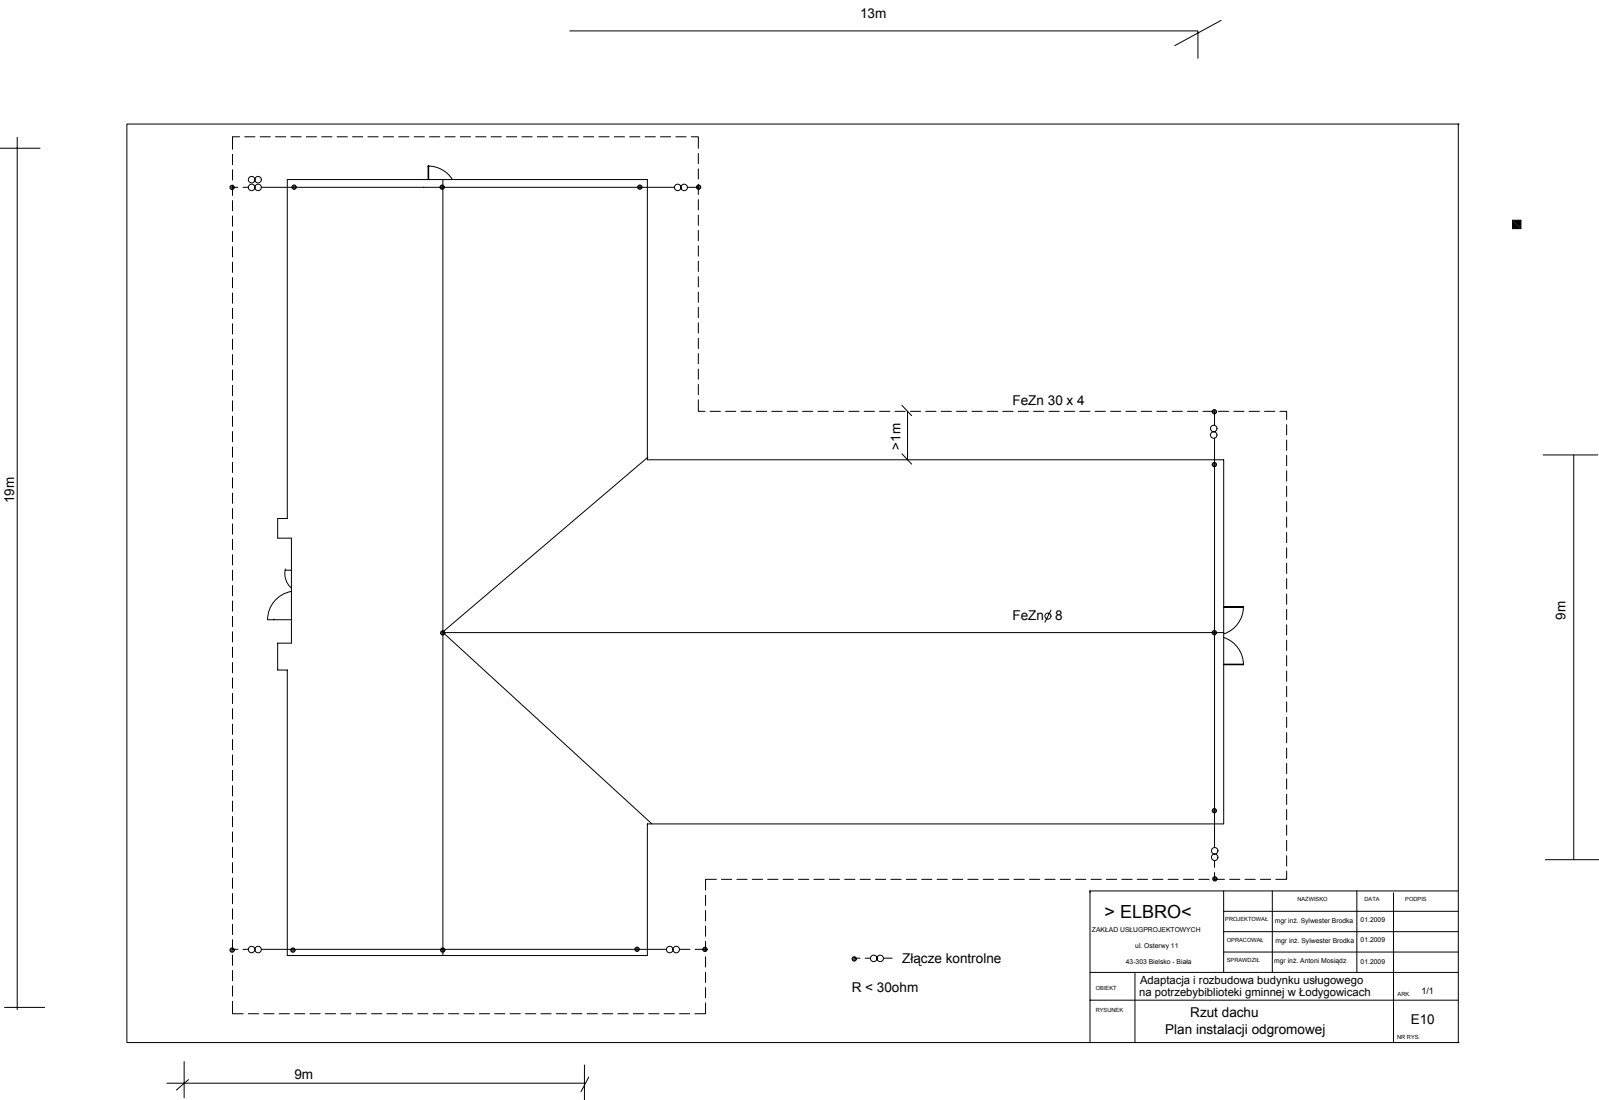 13m
19m
FeZn 30 x 4
>1m
9m
FeZnø 8
Złącze kontrolne
R < 30ohm
> ELBRO<
ZAKŁAD USŁUGPROJEKTOWYCH
ul. Osterwy 11
43-303 Bielsko - Biała
NAZWISKO DATA PODPIS
PROJEKTOWAŁ mgr inż. Sylwester Brodka 01.2009
OPRACOWAŁ mgr inż. Sylwester Brodka 01.2009
SPRAWDZIŁ mgr inż. Antoni Mosiądz 01.2009
OBIEKT Adaptacja i rozbudowa budynku usługowego
na potrzebybiblioteki gminnej w Łodygowicach
ARK. 1/1
RYSUNEK Rzut dachu
Plan instalacji odgromowej
E10
NR RYS.
9m